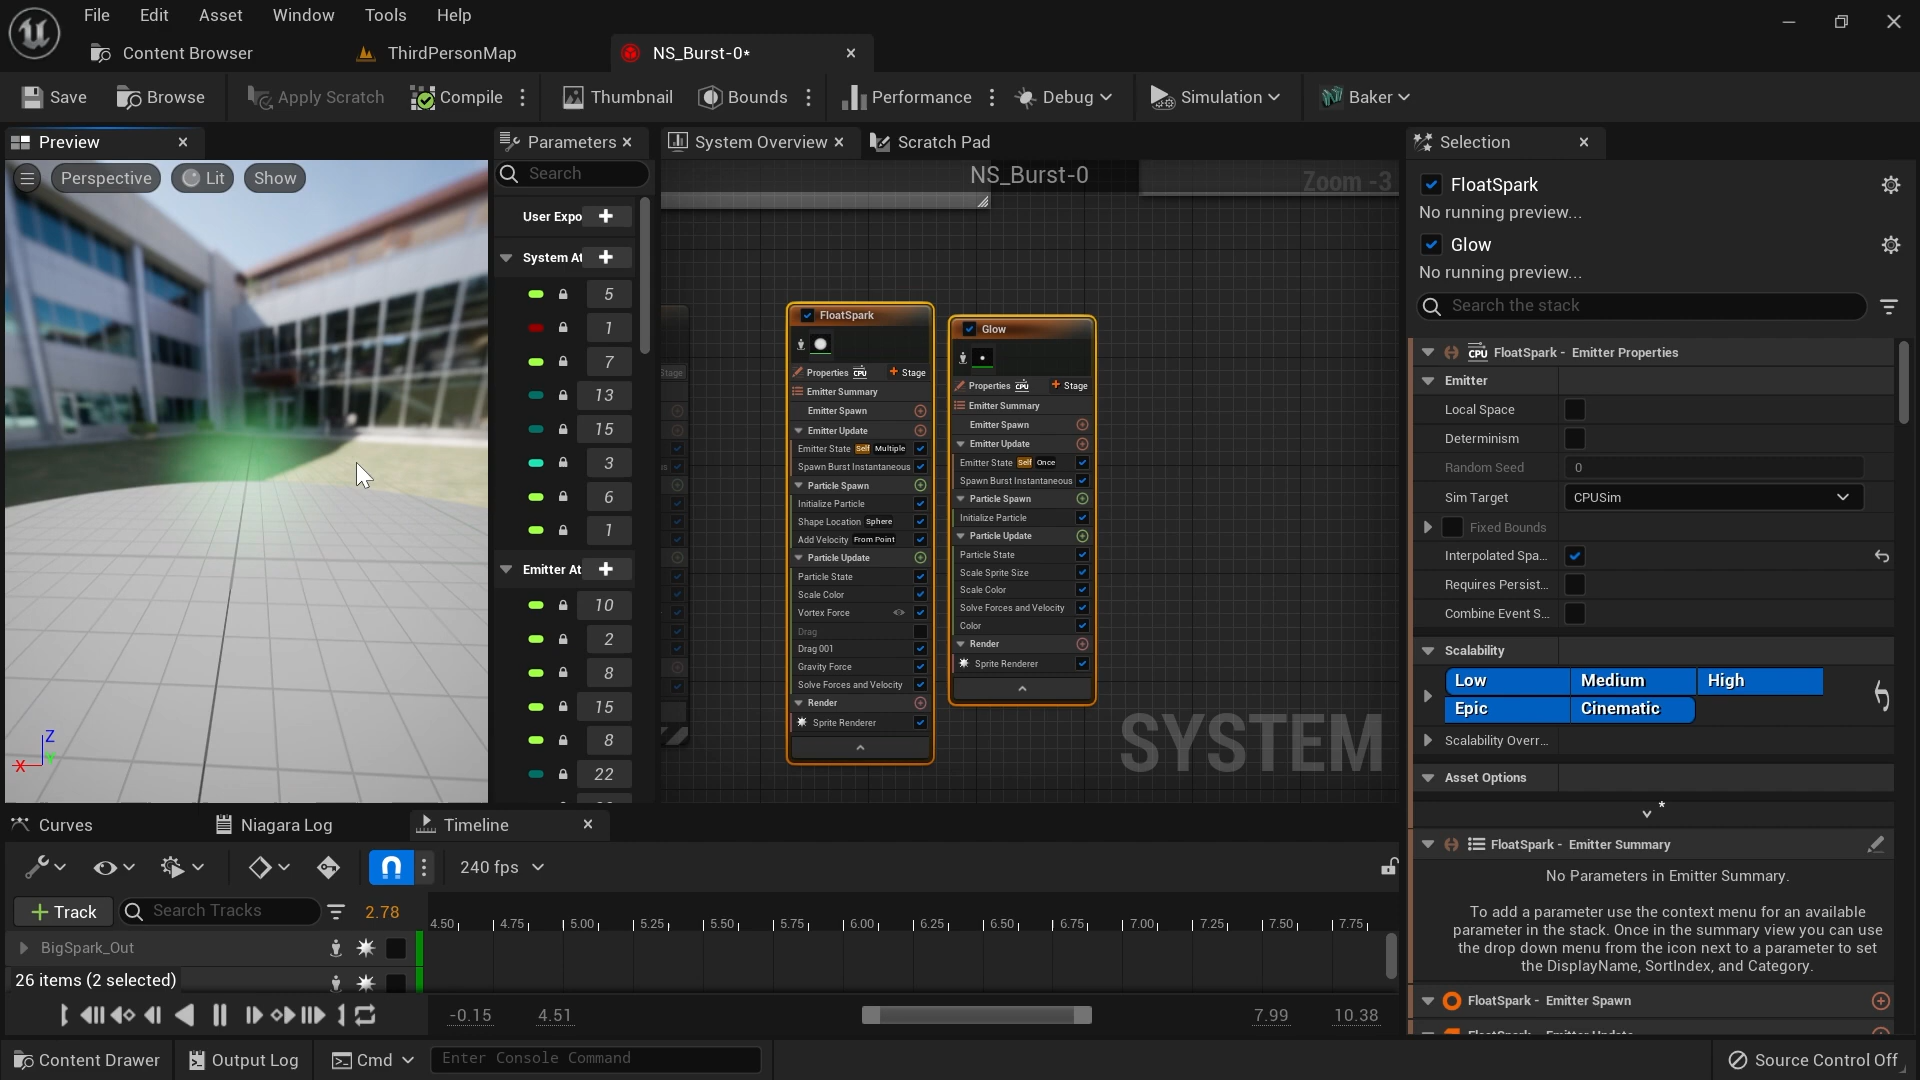 File Edit Asset Window Tools Help
Content Browser ThirdPersonMap NS_Burst-0*
Save Browse Apply Scratch Compile Thumbnail Bounds Performance Debug Simulation Baker
Preview Parameters System Overview Scratch Pad Selection
Perspective Lit Show
Search
NS_Burst-0
Zoom -3
User Expo
System At
5
1
7
13
15
3
6
1
Emitter At
10
2
8
15
8
22
Stage
FloatSpark
Properties CPU Stage
Emitter Summary
Emitter Spawn
Emitter Update
Emitter State Self Multiple
Spawn Burst Instantaneous
Particle Spawn
Initialize Particle
Shape Location Sphere
Add Velocity From Point
Particle Update
Particle State
Scale Color
Vortex Force
Drag
Drag 001
Gravity Force
Solve Forces and Velocity
Render
Sprite Renderer
Glow
Properties CPU Stage
Emitter Summary
Emitter Spawn
Emitter Update
Emitter State Self Once
Spawn Burst Instantaneous
Particle Spawn
Initialize Particle
Particle Update
Particle State
Scale Sprite Size
Scale Color
Solve Forces and Velocity
Color
Render
Sprite Renderer
SYSTEM
Z
Y
X
FloatSpark
No running preview...
Glow
No running preview...
Search the stack
CPU FloatSpark - Emitter Properties
Emitter
Local Space
Determinism
Random Seed 0
Sim Target CPUSim
Fixed Bounds
Interpolated Spa...
Requires Persist...
Combine Event S...
Scalability
Low Medium High
Epic Cinematic
Scalability Overr...
Asset Options
*
FloatSpark - Emitter Summary
No Parameters in Emitter Summary.
To add a parameter use the context menu for an available
parameter in the stack. Once in the summary view you can use
the drop down menu from the icon next to a parameter to set
the DisplayName, SortIndex, and Category.
FloatSpark - Emitter Spawn
FloatSpark - Emitter Update
Curves Niagara Log Timeline
240 fps
Track Search Tracks 2.78
4.50 4.75 5.00 5.25 5.50 5.75 6.00 6.25 6.50 6.75 7.00 7.25 7.50 7.75
BigSpark_Out
26 items (2 selected)
-0.15 4.51 7.99 10.38
Content Drawer Output Log Cmd Enter Console Command Source Control Off